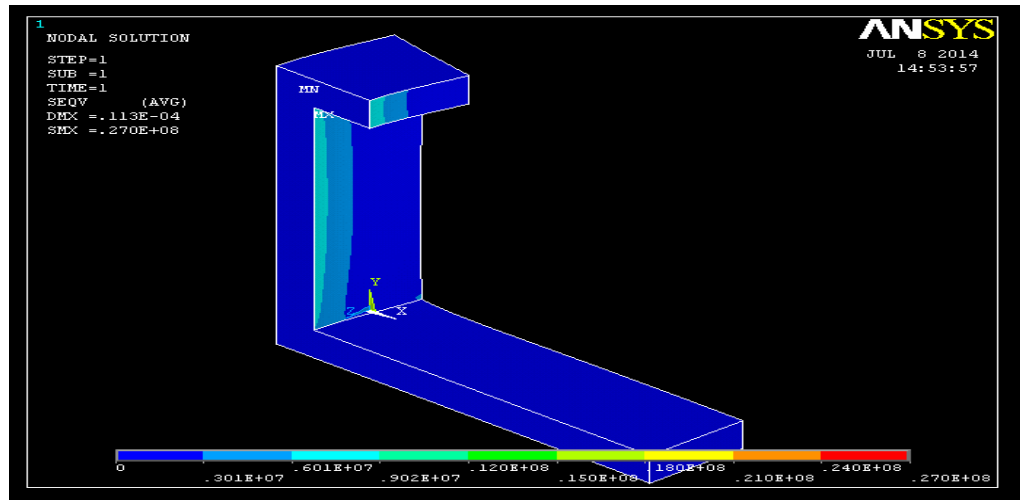 1
NODAL SOLUTION
STEP=1
SUB =1
TIME=1
SEQV (AVG)
DMX =.113E-04
SMX =.270E+08
ANSYS
JUL 8 2014
14:53:57
MN
MX
Y
Z X
0 .601E+07 .120E+08 .180E+08 .240E+08
.301E+07 .902E+07 .150E+08 .210E+08 .270E+08